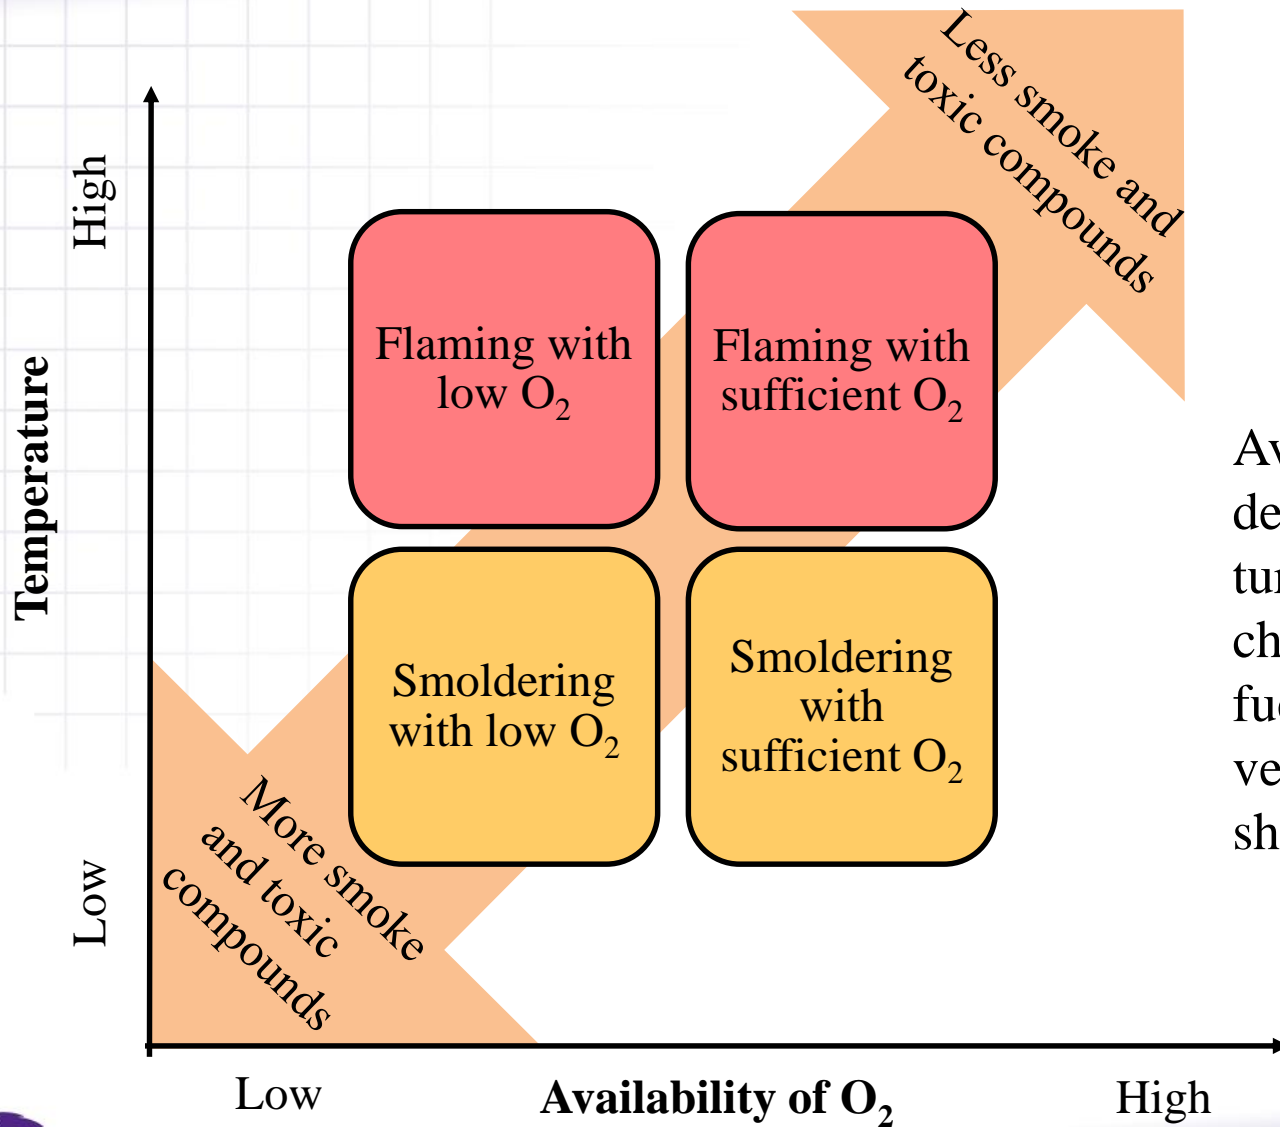 Less smoke and
toxic compounds
High
Temperature
Low
Flaming with
low O₂
Flaming with
sufficient O₂
Smoldering
with low O₂
Smoldering
with
sufficient O₂
More smoke
and toxic
compounds
Low
Availability of O₂
High